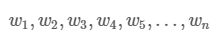 w₁, w₂, w₃, w₄, w₅, . . . , wₙ